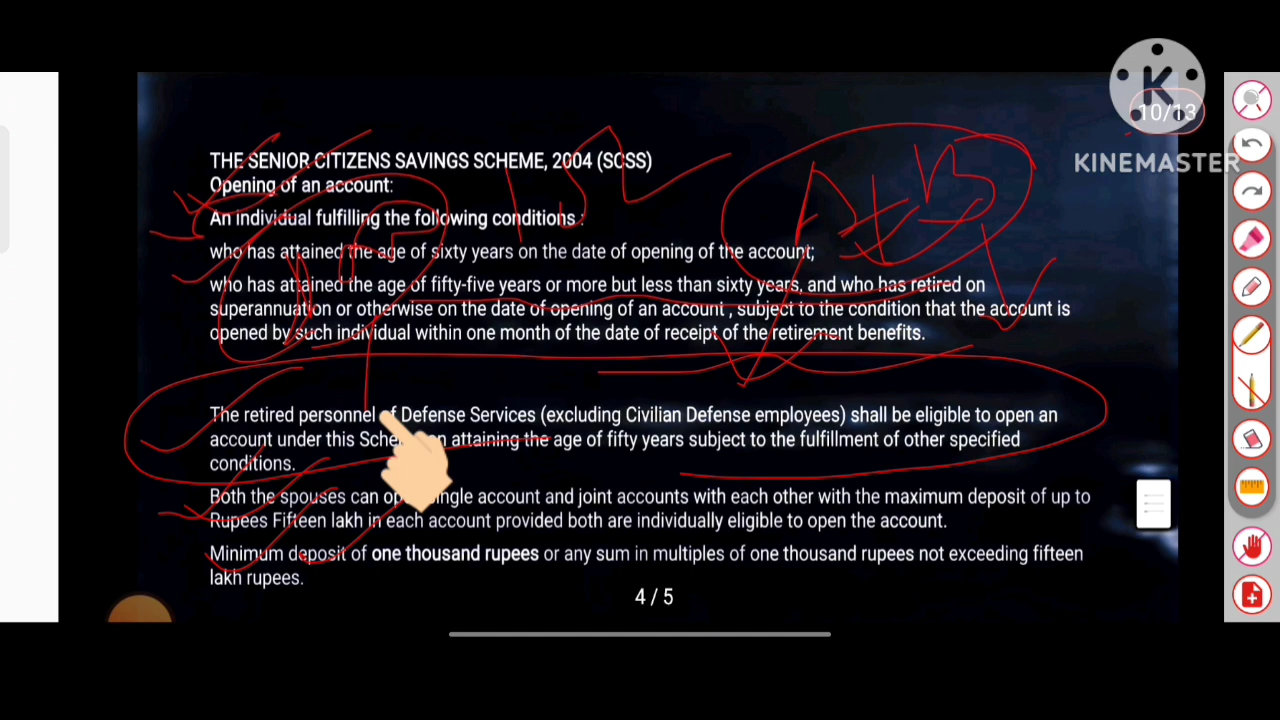 10/13
KINEMASTER
THE SENIOR CITIZENS SAVINGS SCHEME, 2004 (SCSS)
Opening of an account:
An individual fulfilling the following conditions :
who has attained the age of sixty years on the date of opening of the account;
who has attained the age of fifty-five years or more but less than sixty years, and who has retired on
superannuation or otherwise on the date of opening of an account , subject to the condition that the account is
opened by such individual within one month of the date of receipt of the retirement benefits.
The retired personnel of Defense Services (excluding Civilian Defense employees) shall be eligible to open an
account under this Sche attaining the age of fifty years subject to the fulfillment of other specified
conditions.
Both the spouses can single account and joint accounts with each other with the maximum deposit of up to
Rupees Fifteen lakh in each account provided both are individually eligible to open the account.
Minimum deposit of one thousand rupees or any sum in multiples of one thousand rupees not exceeding fifteen
lakh rupees.
4 / 5